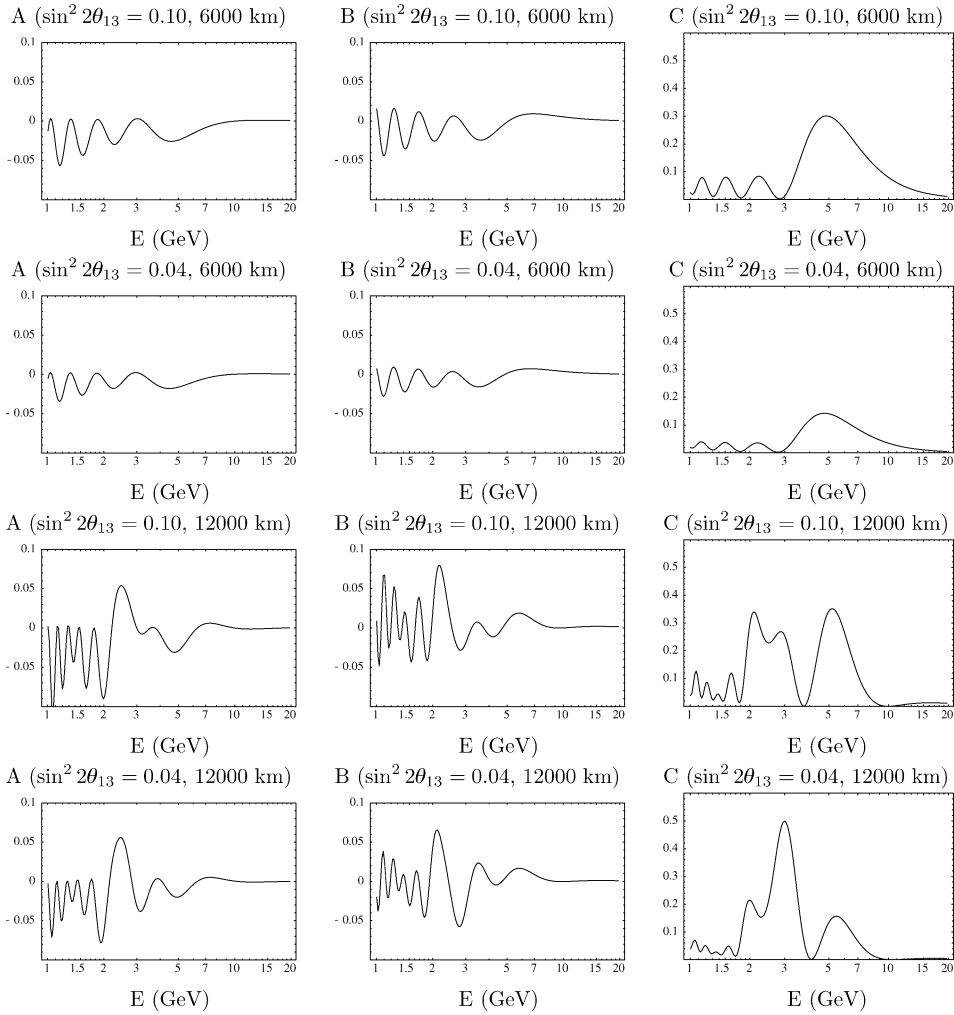 A (sin² 2θ₁₃ = 0.10, 6000 km) B (sin² 2θ₁₃ = 0.10, 6000 km) C (sin² 2θ₁₃ = 0.10, 6000 km)
0.1 0.1
0.5
0.05 0.05
0.4
0 0
0.3
0.2
- 0.05 - 0.05
0.1
1 1.5 2 3 5 7 10 15 20 1 1.5 2 3 5 7 10 15 20 1 2 1.5 3 5 7 10 15 20
E (GeV) E (GeV) E (GeV)
A (sin² 2θ₁₃ = 0.04, 6000 km) B (sin² 2θ₁₃ = 0.04, 6000 km) C (sin² 2θ₁₃ = 0.04, 6000 km)
0.1 0.1
0.5
0.05 0.05
0.4
0 0
0.3
0.2
- 0.05 - 0.05
0.1
1 1.5 2 3 5 7 10 15 20 1 1.5 2 3 5 7 10 15 20 1 1.5 2 3 5 7 10 15 20
E (GeV) E (GeV) E (GeV)
A (sin² 2θ₁₃ = 0.10, 12000 km) B (sin² 2θ₁₃ = 0.10, 12000 km) C (sin² 2θ₁₃ = 0.10, 12000 km)
0.1 0.1
0.5
0.05 0.05
0.4
0 0
0.3
0.2
- 0.05 - 0.05
0.1
1 1.5 2 3 5 7 10 15 20 1 1.5 2 3 5 7 10 15 20 1 1.5 2 3 5 7 10 15 20
E (GeV) E (GeV) E (GeV)
A (sin² 2θ₁₃ = 0.04, 12000 km) B (sin² 2θ₁₃ = 0.04, 12000 km) C (sin² 2θ₁₃ = 0.04, 12000 km)
0.1 0.1
0.5
0.05 0.05
0.4
0 0
0.3
0.2
- 0.05 - 0.05
0.1
1 1.5 2 3 5 7 10 15 20 1 1.5 2 3 5 7 10 15 20 1 1.5 2 3 5 7 10 15 20
E (GeV) E (GeV) E (GeV)